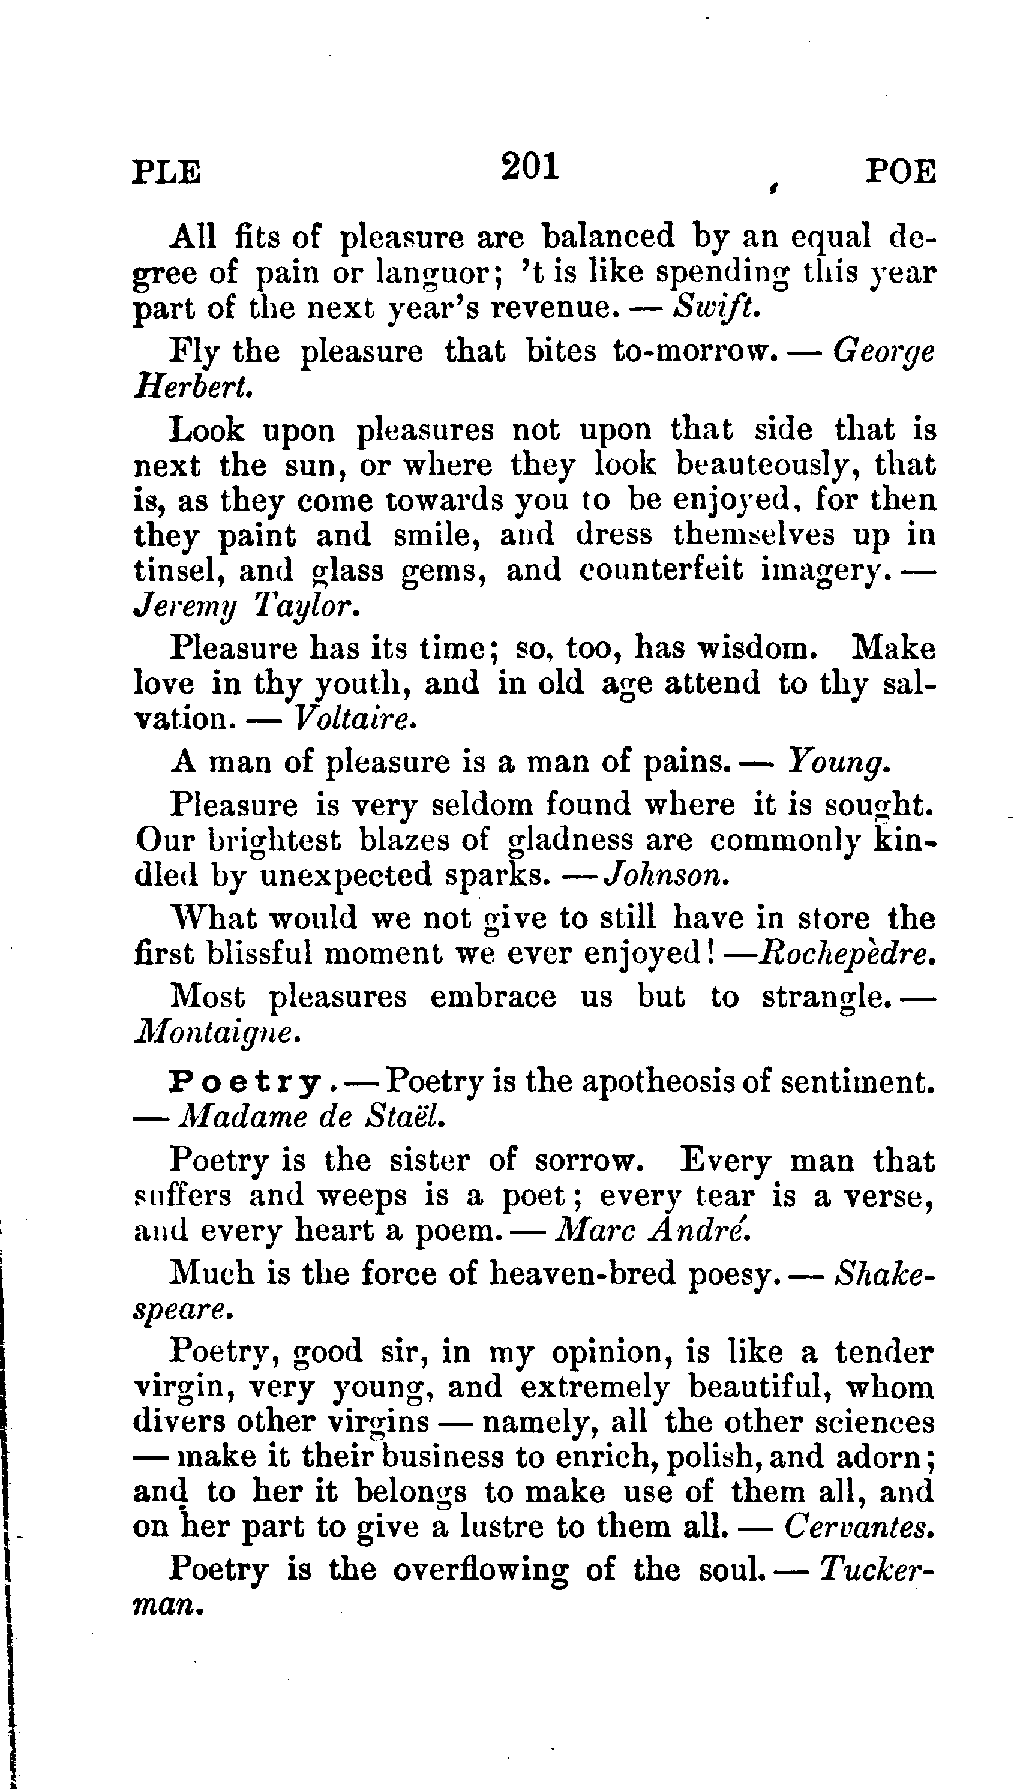 PLE 201 POE
All fits of pleasure are balanced by an equal de-
gree of pain or languor; 't is like spending this year
part of the next year's revenue. — Swift.
Fly the pleasure that bites to-morrow. — George
Herbert.
Look upon pleasures not upon that side that is
next the sun, or where they look beauteously, that
is, as they come towards you to be enjoyed, for then
they paint and smile, and dress themselves up in
tinsel, and glass gems, and counterfeit imagery. —
Jeremy Taylor.
Pleasure has its time; so, too, has wisdom. Make
love in thy youth, and in old age attend to thy sal-
vation. — Voltaire.
A man of pleasure is a man of pains. — Young.
Pleasure is very seldom found where it is sought.
Our brightest blazes of gladness are commonly kin-
dled by unexpected sparks. — Johnson.
What would we not give to still have in store the
first blissful moment we ever enjoyed! —Rochepèdre.
Most pleasures embrace us but to strangle. —
Montaigne.
Poetry. — Poetry is the apotheosis of sentiment.
— Madame de Staël.
Poetry is the sister of sorrow. Every man that
suffers and weeps is a poet; every tear is a verse,
and every heart a poem. — Marc André.
Much is the force of heaven-bred poesy. — Shake-
speare.
Poetry, good sir, in my opinion, is like a tender
virgin, very young, and extremely beautiful, whom
divers other virgins — namely, all the other sciences
— make it their business to enrich, polish, and adorn;
and to her it belongs to make use of them all, and
on her part to give a lustre to them all. — Cervantes.
Poetry is the overflowing of the soul. — Tucker-
man.